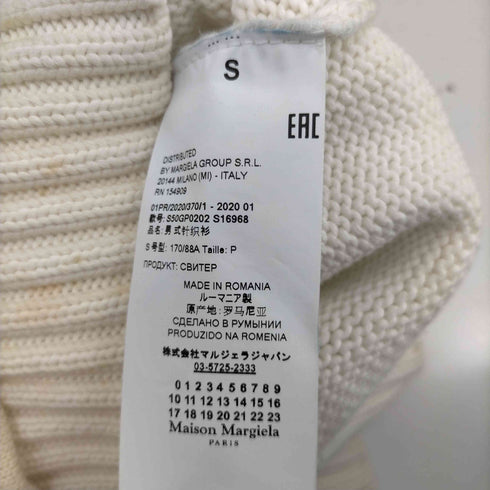 S
EAC
DISTRIBUTED
BY MARGIELA GROUP S.R.L.
20144 MILANO (MI) - ITALY
RN 154909
01PR/2020/370/1 - 2020 01
款号: S50GP0202 S16968
品名: 男式针织衫
S 号型: 170/88A Taille: P
ПРОДУКТ: СВИТЕР
MADE IN ROMANIA
ルーマニア製
原产地: 罗马尼亚
СДЕЛАНО В РУМЫНИИ
PRODUZIDO NA ROMENIA
株式会社マルジェラジャパン
03-5725-2333
0 1 2 3 4 5 6 7 8 9
10 11 12 13 14 15 16
17 18 19 20 21 22 23
Maison Margiela
PARIS